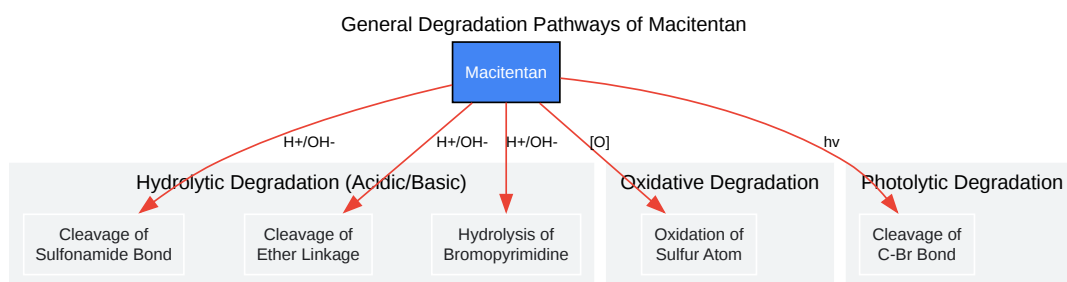 General Degradation Pathways of Macitentan
Macitentan
H+/OH-
H+/OH-
H+/OH-
[O]
hv
Hydrolytic Degradation (Acidic/Basic)
Oxidative Degradation
Photolytic Degradation
Cleavage of
Sulfonamide Bond
Cleavage of
Ether Linkage
Hydrolysis of
Bromopyrimidine
Oxidation of
Sulfur Atom
Cleavage of
C-Br Bond